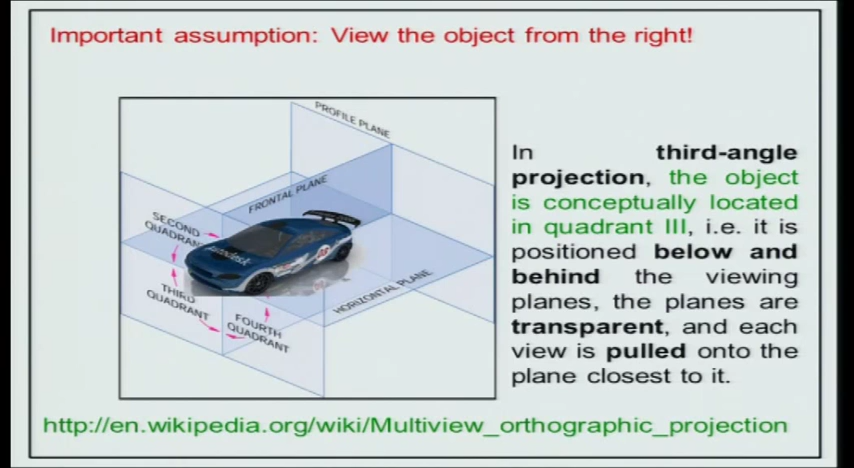 Important assumption: View the object from the right!
PROFILE PLANE
FRONTAL PLANE
SECOND
QUADRANT
Autodesk
THIRD
QUADRANT
FOURTH
QUADRANT
HORIZONTAL PLANE
In third-angle
projection, the object
is conceptually located
in quadrant III, i.e. it is
positioned below and
behind the viewing
planes, the planes are
transparent, and each
view is pulled onto the
plane closest to it.
http://en.wikipedia.org/wiki/Multiview_orthographic_projection